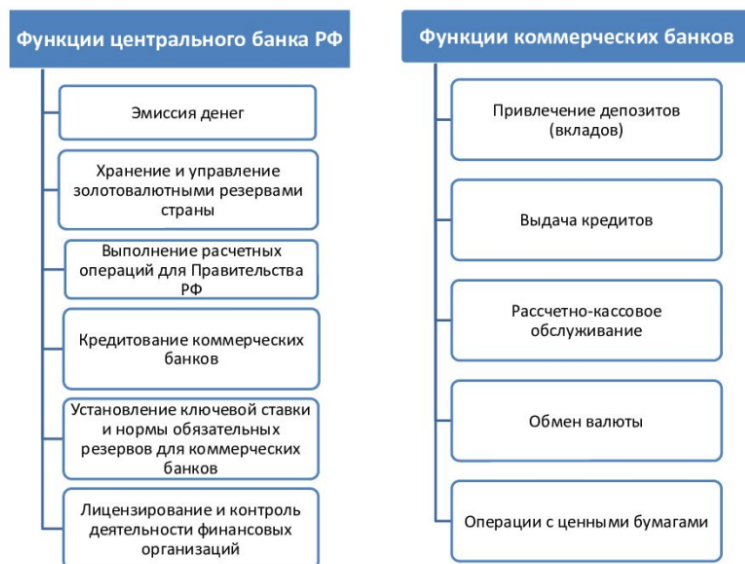 Функции центрального банка РФ
Эмиссия денег
Хранение и управление
золотовалютными резервами
страны
Выполнение расчетных
операций для Правительства
РФ
Кредитование коммерческих
банков
Установление ключевой ставки
и нормы обязательных
резервов для коммерческих
банков
Лицензирование и контроль
деятельности финансовых
организаций
Функции коммерческих банков
Привлечение депозитов
(вкладов)
Выдача кредитов
Рассчетно-кассовое
обслуживание
Обмен валюты
Операции с ценными бумагами